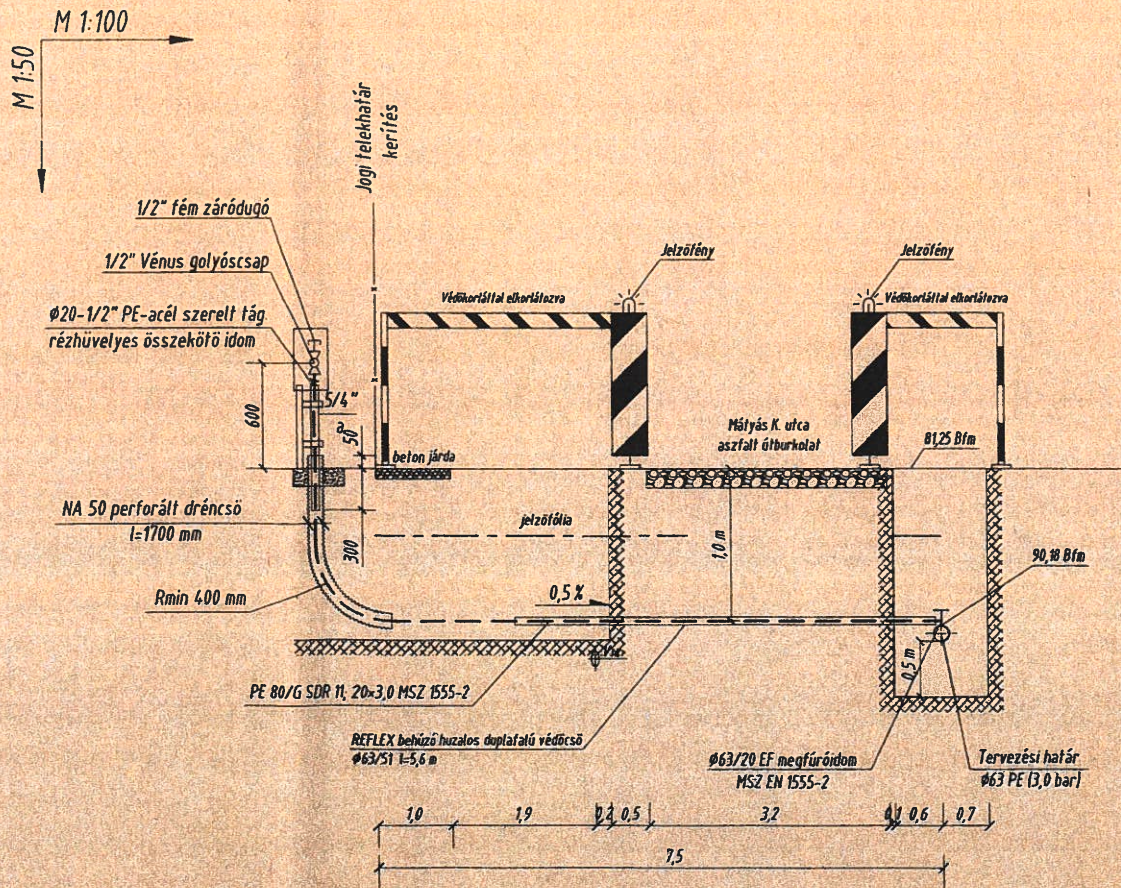 M 1:100
M 1:50
Jogi telekhatár
kerítés
1/2" fém záródugó
1/2" Vénus golyóscsap
Ø20-1/2" PE-acél szerelt tág.
rézhüvelyes összekötő idom
Jelzőfény
Jelzőfény
Védőkorláttal elkorlátozva
Védőkorláttal elkorlátozva
600
5/4"
50
beton járda
Mátyás K. utca
aszfalt útburkolat
81,25 Bfm
NA 50 perforált dréncső
l=1700 mm
300
jelzőfólia
1,0 m
90,18 Bfm
Rmin 400 mm
0,5 %
0,5 m
PE 80/G SDR 11, 20×3,0 MSZ 1555-2
REFLEX behúzó huzalos duplafalú védőcső
Ø63/51 l=5,6 m
Ø63/20 EF megfúróidom
MSZ EN 1555-2
Tervezési határ
Ø63 PE (3,0 bar)
1,0
1,9
0,5
3,2
0,6
0,7
7,5